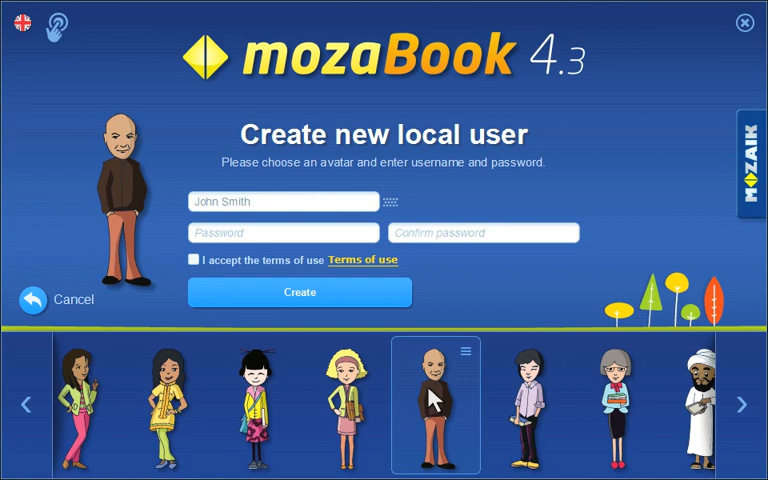 mozaBook 4.3
Create new local user
Please choose an avatar and enter username and password.
MOZAIK
John Smith
Password
Confirm password
I accept the terms of use Terms of use
Create
Cancel